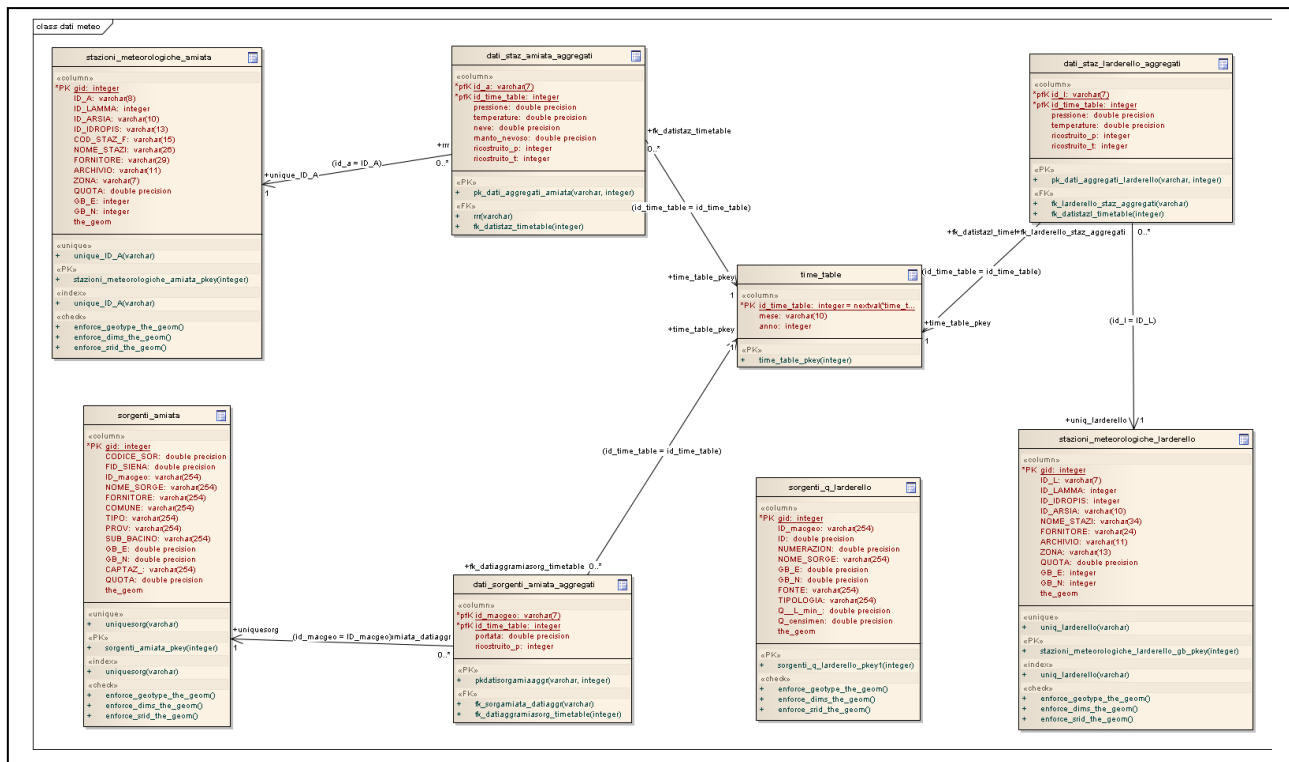 class dati meteo
stazioni_meteorologiche_amiata
«column»
*PK gid: integer
ID_A: varchar(8)
ID_LAMMA: integer
ID_ARSIA: varchar(10)
ID_IDROPIS: varchar(13)
COD_STAZ_F: varchar(15)
NOME_STAZI: varchar(26)
FORNITORE: varchar(29)
ARCHIVIO: varchar(11)
ZONA: varchar(7)
QUOTA: double precision
GB_E: integer
GB_N: integer
the_geom
«unique»
+ unique_ID_A(varchar)
«PK»
+ stazioni_meteorologiche_amiata_pkey(integer)
«index»
+ unique_ID_A(varchar)
«check»
+ enforce_geotype_the_geom()
+ enforce_dims_the_geom()
+ enforce_srid_the_geom()
dati_staz_amiata_aggregati
«column»
*pfK id_a: varchar(7)
*pfK id_time_table: integer
pressione: double precision
temperature: double precision
neve: double precision
manto_nevoso: double precision
ricostruito_p: integer
ricostruito_t: integer
«PK»
+ pk_dati_aggregati_amiata(varchar, integer)
«FK»
+ rrr(varchar)
+ fk_datistaz_timetable(integer)
dati_staz_larderello_aggregati
«column»
*pfK id_l: varchar(7)
*pfK id_time_table: integer
pressione: double precision
temperature: double precision
ricostruito_p: integer
ricostruito_t: integer
«PK»
+ pk_dati_aggregati_larderello(varchar, integer)
«FK»
+ fk_larderello_staz_aggregati(varchar)
+ fk_datistazl_timetable(integer)
+rrr
0..*
(id_a = ID_A)
+unique_ID_A
1
+fk_datistaz_timetable
0..*
(id_time_table = id_time_table)
+time_table_pkey
1
+fk_datistazl_timet
+fk_larderello_staz_aggregati
0..*
(id_time_table = id_time_table)
+time_table_pkey
1
(id_l = ID_L)
+uniq_larderello
1
time_table
«column»
*PK id_time_table: integer = nextval("time_t...
mese: varchar(10)
anno: integer
«PK»
+ time_table_pkey(integer)
+time_table_pkey
1
(id_time_table = id_time_table)
+fk_datiaggramiasorg_timetable
0..*
sorgenti_amiata
«column»
*PK gid: integer
CODICE_SOR: double precision
FID_SIENA: double precision
ID_macgeo: varchar(254)
NOME_SORGE: varchar(254)
FORNITORE: varchar(254)
COMUNE: varchar(254)
TIPO: varchar(254)
PROV: varchar(254)
SUB_BACINO: varchar(254)
GB_E: double precision
GB_N: double precision
CAPTAZ_: varchar(254)
QUOTA: double precision
the_geom
«unique»
+ uniquesorg(varchar)
«PK»
+ sorgenti_amiata_pkey(integer)
«index»
+ uniquesorg(varchar)
«check»
+ enforce_geotype_the_geom()
+ enforce_dims_the_geom()
+ enforce_srid_the_geom()
+uniquesorg
1
(id_macgeo = ID_macgeo)
amiata_datiaggr
0..*
dati_sorgenti_amiata_aggregati
«column»
*pfK id_macgeo: varchar(7)
*pfK id_time_table: integer
portata: double precision
ricostruito_p: integer
«PK»
+ pkdatisorgamiaaggr(varchar, integer)
«FK»
+ fk_sorgamiata_datiaggr(varchar)
+ fk_datiaggramiasorg_timetable(integer)
sorgenti_q_larderello
«column»
*PK gid: integer
ID_macgeo: varchar(254)
ID: double precision
NUMERAZION: double precision
NOME_SORGE: varchar(254)
GB_E: double precision
GB_N: double precision
FONTE: varchar(254)
TIPOLOGIA: varchar(254)
Q__L_min_: double precision
Q_censimen: double precision
the_geom
«PK»
+ sorgenti_q_larderello_pkey1(integer)
«check»
+ enforce_geotype_the_geom()
+ enforce_dims_the_geom()
+ enforce_srid_the_geom()
stazioni_meteorologiche_larderello
«column»
*PK gid: integer
ID_L: varchar(7)
ID_LAMMA: integer
ID_IDROPIS: integer
ID_ARSIA: varchar(10)
NOME_STAZI: varchar(34)
FORNITORE: varchar(24)
ARCHIVIO: varchar(11)
ZONA: varchar(13)
QUOTA: double precision
GB_E: integer
GB_N: integer
the_geom
«unique»
+ uniq_larderello(varchar)
«PK»
+ stazioni_meteorologiche_larderello_gb_pkey(integer)
«index»
+ uniq_larderello(varchar)
«check»
+ enforce_geotype_the_geom()
+ enforce_dims_the_geom()
+ enforce_srid_the_geom()